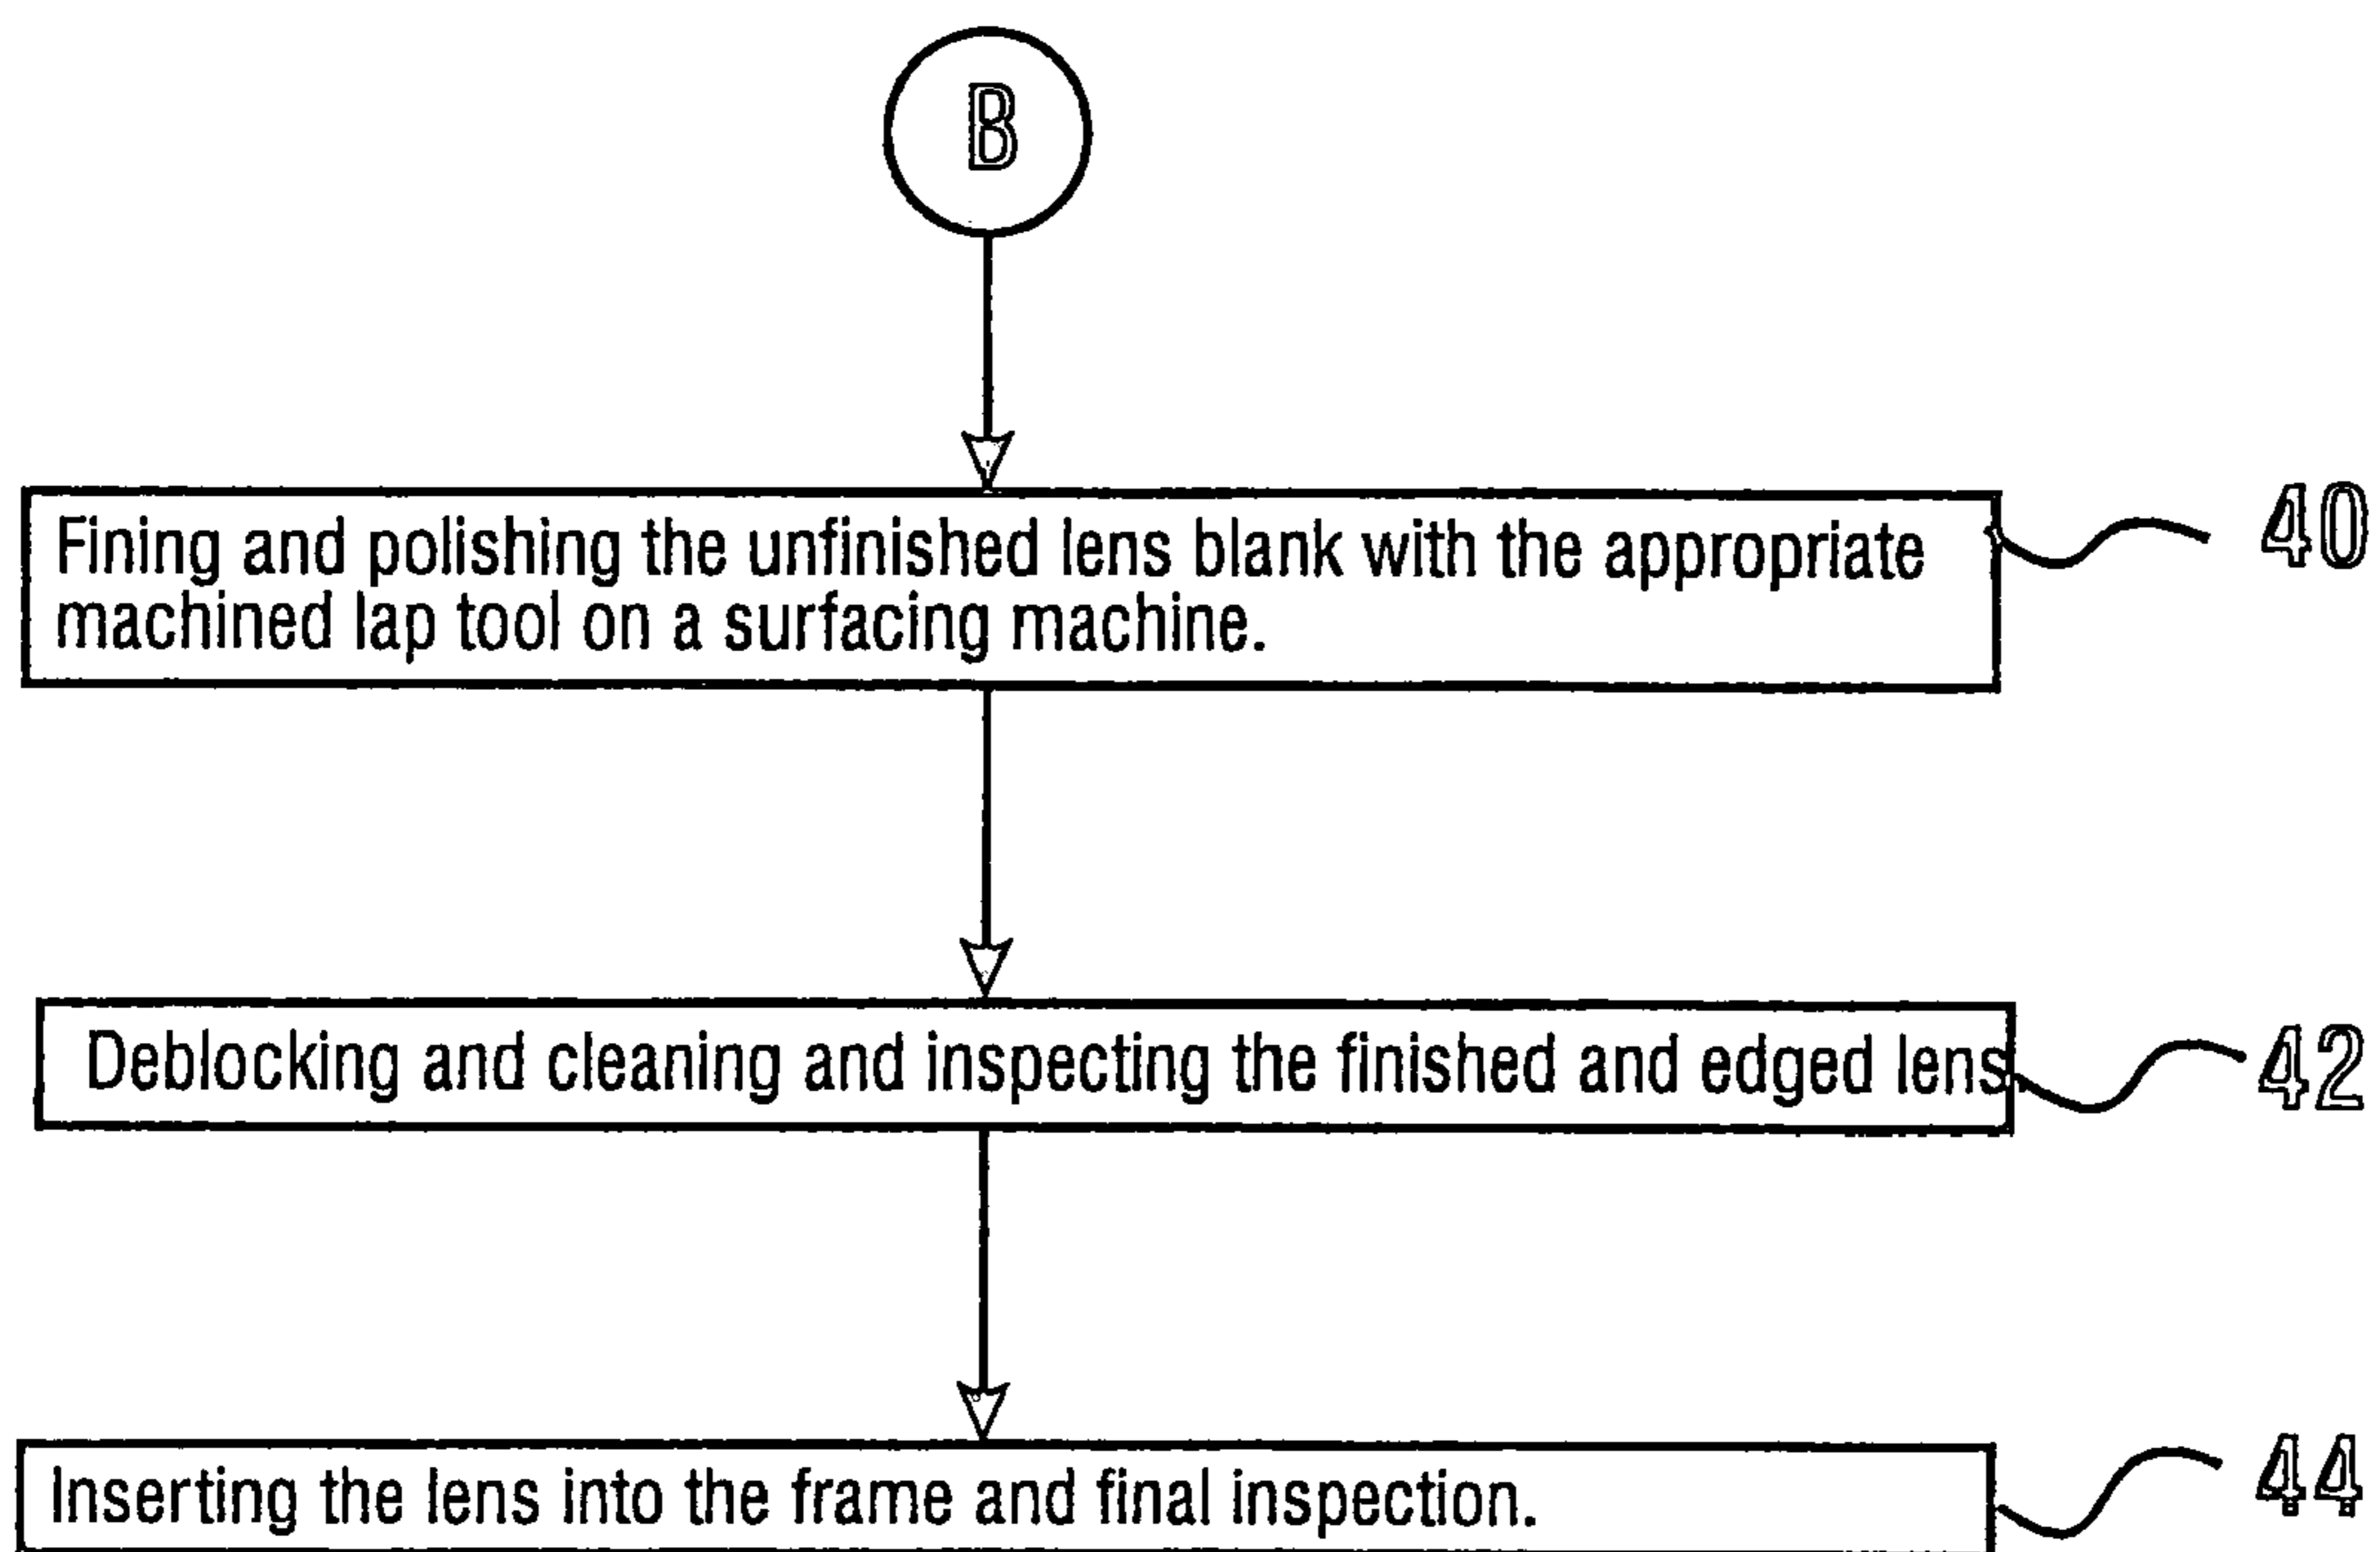 B
Fining and polishing the unfinished lens blank with the appropriate
machined lap tool on a surfacing machine.
40
Deblocking and cleaning and inspecting the finished and edged lens
42
Inserting the lens into the frame and final inspection.
44